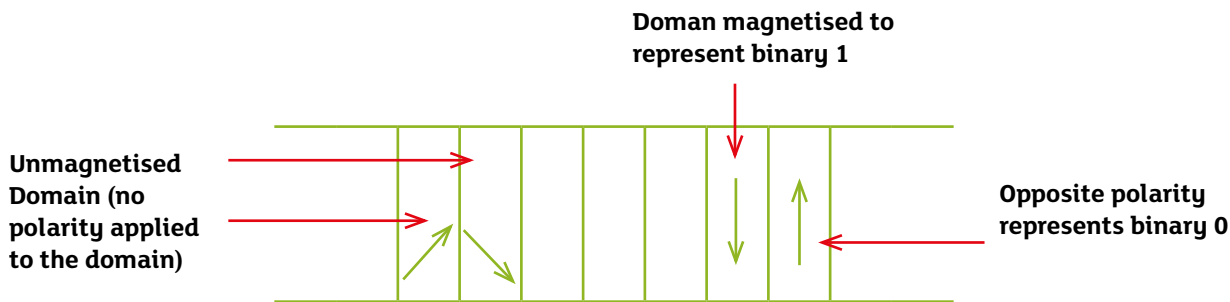 Doman magnetised to
represent binary 1
Unmagnetised
Domain (no
polarity applied
to the domain)
Opposite polarity
represents binary 0